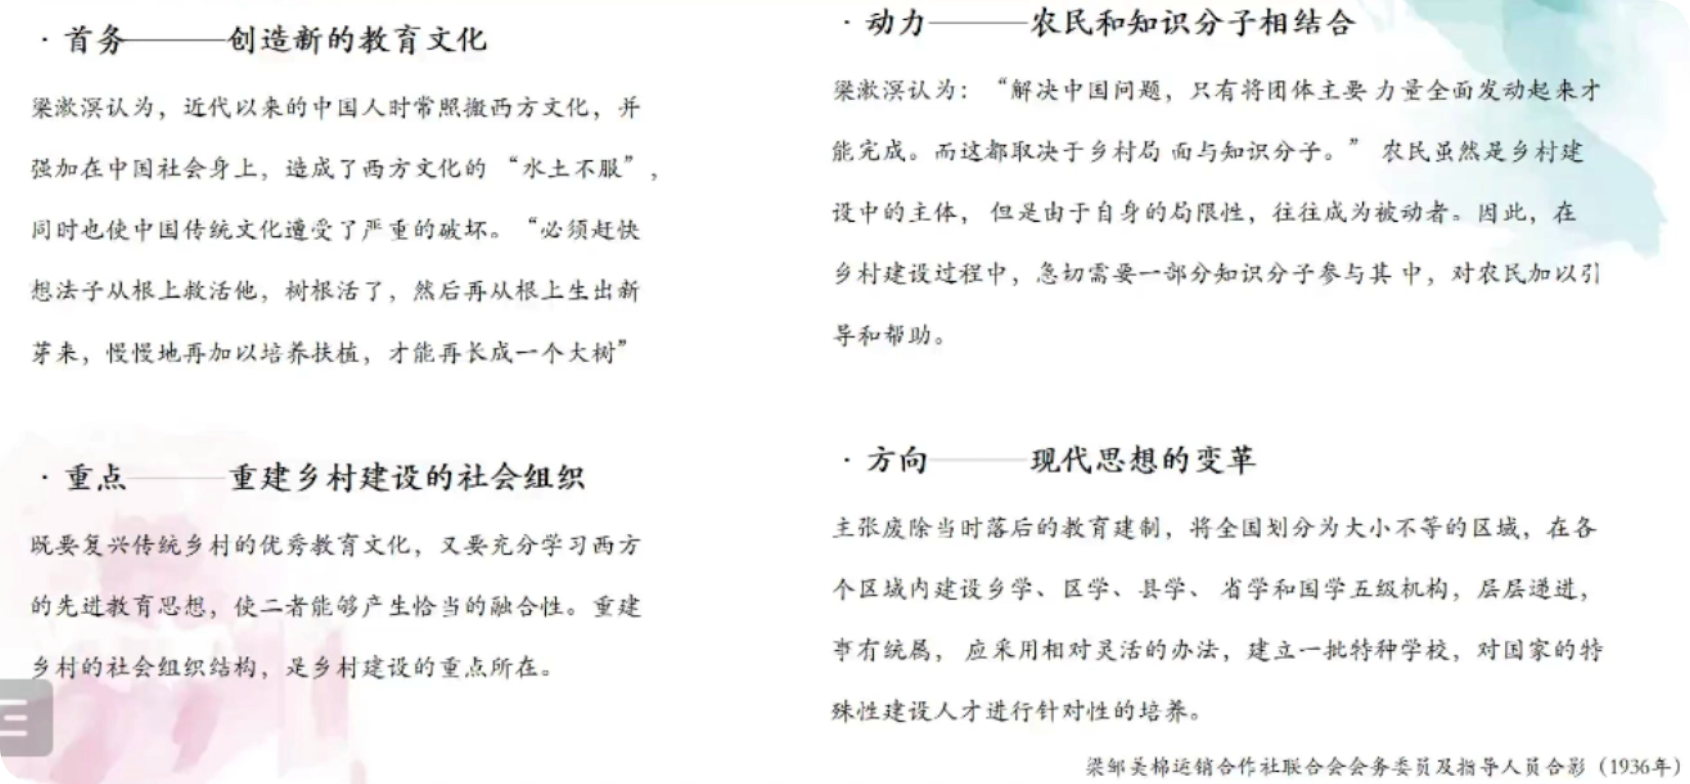 · 首务———创造新的教育文化
梁漱溟认为，近代以来的中国人时常照搬西方文化，并
强加在中国社会身上，造成了西方文化的“水土不服”，
同时也使中国传统文化遭受了严重的破坏。“必须赶快
想法子从根上救活他，树根活了，然后再从根上生出新
芽来，慢慢地再加以培养扶植，才能再长成一个大树”
· 重点———重建乡村建设的社会组织
既要复兴传统乡村的优秀教育文化，又要充分学习西方
的先进教育思想，使二者能够产生恰当的融合性。重建
乡村的社会组织结构，是乡村建设的重点所在。
· 动力———农民和知识分子相结合
梁漱溟认为：“解决中国问题，只有将团体主要力量全面发动起来才
能完成。而这都取决于乡村局面与知识分子。”农民虽然是乡村建
设中的主体，但是由于自身的局限性，往往成为被动者。因此，在
乡村建设过程中，急切需要一部分知识分子参与其中，对农民加以引
导和帮助。
· 方向———现代思想的变革
主张废除当时落后的教育建制，将全国划分为大小不等的区域，在各
个区域内建设乡学、区学、县学、省学和国学五级机构，层层递进，
事有统属，应采用相对灵活的办法，建立一批特种学校，对国家的特
殊性建设人才进行针对性的培养。
梁邹美棉运销合作社联合会会务委员及指导人员合影（1936年）